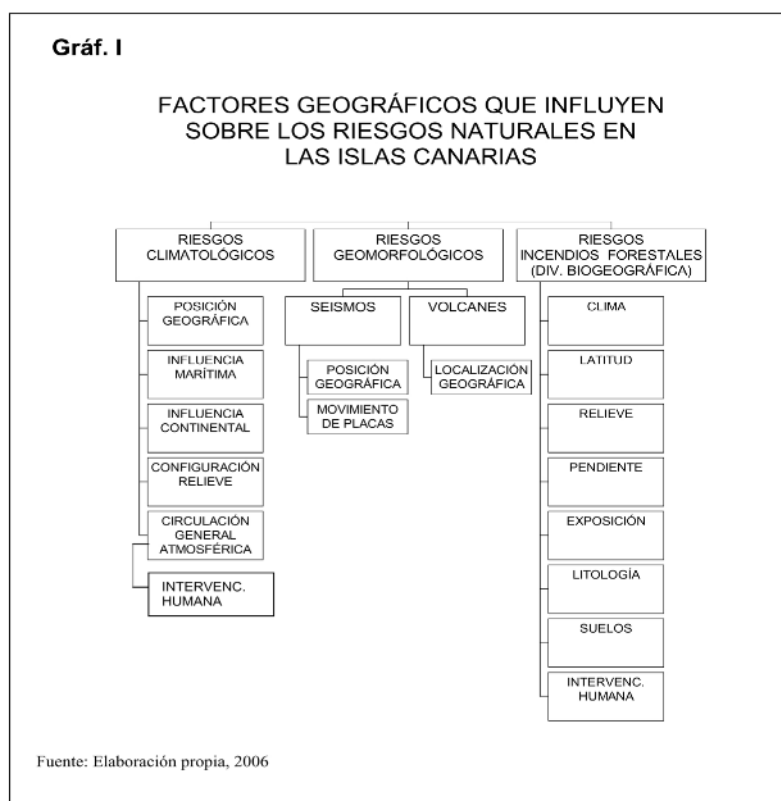 Gráf. I
FACTORES GEOGRÁFICOS QUE INFLUYEN
SOBRE LOS RIESGOS NATURALES EN
LAS ISLAS CANARIAS
RIESGOS
CLIMATOLÓGICOS
RIESGOS
GEOMORFOLÓGICOS
RIESGOS
INCENDIOS FORESTALES
(DIV. BIOGEOGRÁFICA)
POSICIÓN
GEOGRÁFICA
INFLUENCIA
MARÍTIMA
INFLUENCIA
CONTINENTAL
CONFIGURACIÓN
RELIEVE
CIRCULACIÓN
GENERAL
ATMOSFÉRICA
INTERVENC.
HUMANA
SEISMOS
POSICIÓN
GEOGRÁFICA
MOVIMIENTO
DE PLACAS
VOLCANES
LOCALIZACIÓN
GEOGRÁFICA
CLIMA
LATITUD
RELIEVE
PENDIENTE
EXPOSICIÓN
LITOLOGÍA
SUELOS
INTERVENC.
HUMANA
Fuente: Elaboración propia, 2006